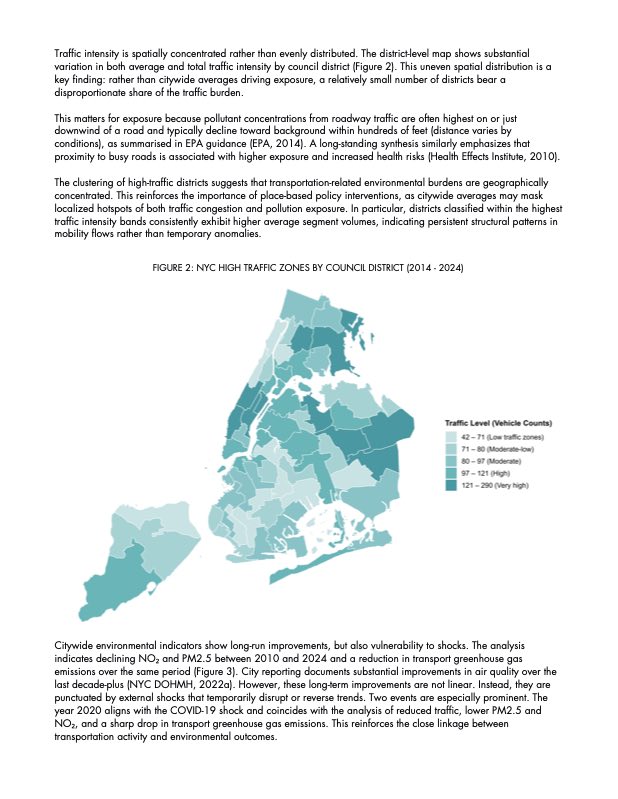 Traffic intensity is spatially concentrated rather than evenly distributed. The district-level map shows substantial
variation in both average and total traffic intensity by council district (Figure 2). This uneven spatial distribution is a
key finding: rather than citywide averages driving exposure, a relatively small number of districts bear a
disproportionate share of the traffic burden.
This matters for exposure because pollutant concentrations from roadway traffic are often highest on or just
downwind of a road and typically decline toward background within hundreds of feet (distance varies by
conditions), as summarised in EPA guidance (EPA, 2014). A long-standing synthesis similarly emphasizes that
proximity to busy roads is associated with higher exposure and increased health risks (Health Effects Institute, 2010).
The clustering of high-traffic districts suggests that transportation-related environmental burdens are geographically
concentrated. This reinforces the importance of place-based policy interventions, as citywide averages may mask
localized hotspots of both traffic congestion and pollution exposure. In particular, districts classified within the highest
traffic intensity bands consistently exhibit higher average segment volumes, indicating persistent structural patterns in
mobility flows rather than temporary anomalies.
FIGURE 2: NYC HIGH TRAFFIC ZONES BY COUNCIL DISTRICT (2014 - 2024)
Traffic Level (Vehicle Counts)
42 – 71 (Low traffic zones)
71 – 80 (Moderate-low)
80 – 97 (Moderate)
97 – 121 (High)
121 – 290 (Very high)
Citywide environmental indicators show long-run improvements, but also vulnerability to shocks. The analysis
indicates declining NO₂ and PM2.5 between 2010 and 2024 and a reduction in transport greenhouse gas
emissions over the same period (Figure 3). City reporting documents substantial improvements in air quality over the
last decade-plus (NYC DOHMH, 2022a). However, these long-term improvements are not linear. Instead, they are
punctuated by external shocks that temporarily disrupt or reverse trends. Two events are especially prominent. The
year 2020 aligns with the COVID-19 shock and coincides with the analysis of reduced traffic, lower PM2.5 and
NO₂, and a sharp drop in transport greenhouse gas emissions. This reinforces the close linkage between
transportation activity and environmental outcomes.